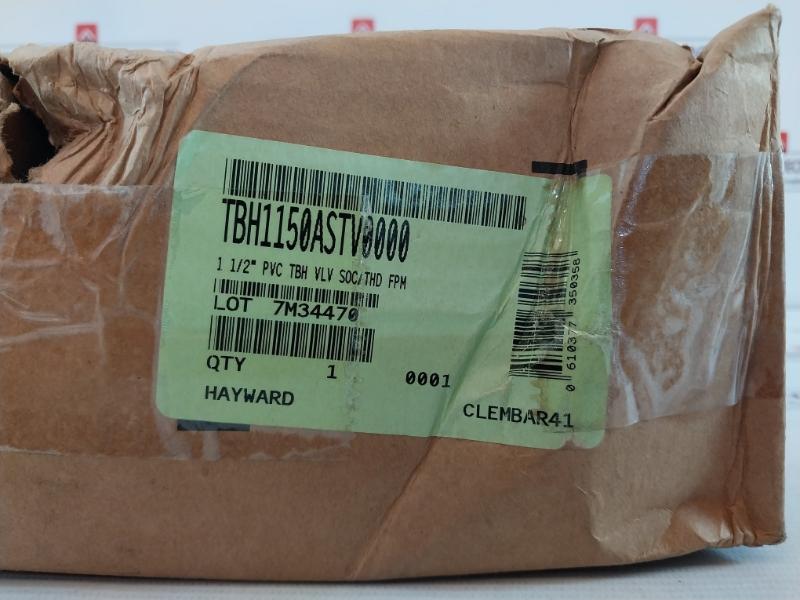 TBH1150ASTV0000
1 1/2" PVC TBH VLV SOC/THD FPM
LOT 7M34470
QTY 1 0001
HAYWARD
CLEMBAR41
0 610377 350358